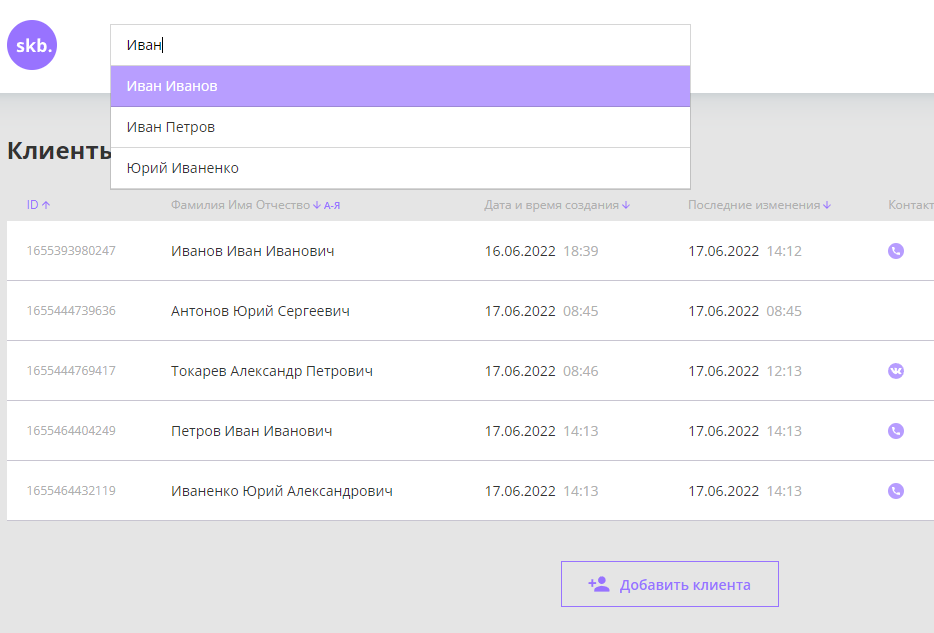 skb.
Иван
Иван Иванов
Иван Петров
Юрий Иваненко
Клиенты
ID Фамилия Имя Отчество А-Я Дата и время создания Последние изменения Контакт
1655393980247 Иванов Иван Иванович 16.06.2022 18:39 17.06.2022 14:12
1655444739636 Антонов Юрий Сергеевич 17.06.2022 08:45 17.06.2022 08:45
1655444769417 Токарев Александр Петрович 17.06.2022 08:46 17.06.2022 12:13
1655464404249 Петров Иван Иванович 17.06.2022 14:13 17.06.2022 14:13
1655464432119 Иваненко Юрий Александрович 17.06.2022 14:13 17.06.2022 14:13
Добавить клиента